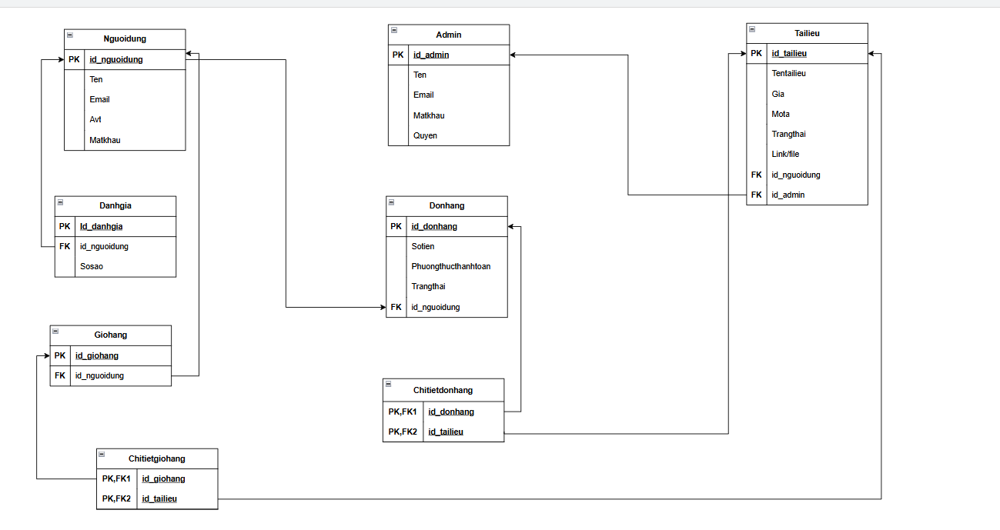 Nguoidung
PK id_nguoidung
Ten
Email
Avt
Matkhau
Admin
PK id_admin
Ten
Email
Matkhau
Quyen
Tailieu
PK id_tailieu
Tentailieu
Gia
Mota
Trangthai
Link/file
FK id_nguoidung
FK id_admin
Danhgia
PK Id_danhgia
FK id_nguoidung
Sosao
Donhang
PK id_donhang
Sotien
Phuongthucthanhtoan
Trangthai
FK id_nguoidung
Giohang
PK id_giohang
FK id_nguoidung
Chitietdonhang
PK,FK1 id_donhang
PK,FK2 id_tailieu
Chitietgiohang
PK,FK1 id_giohang
PK,FK2 id_tailieu